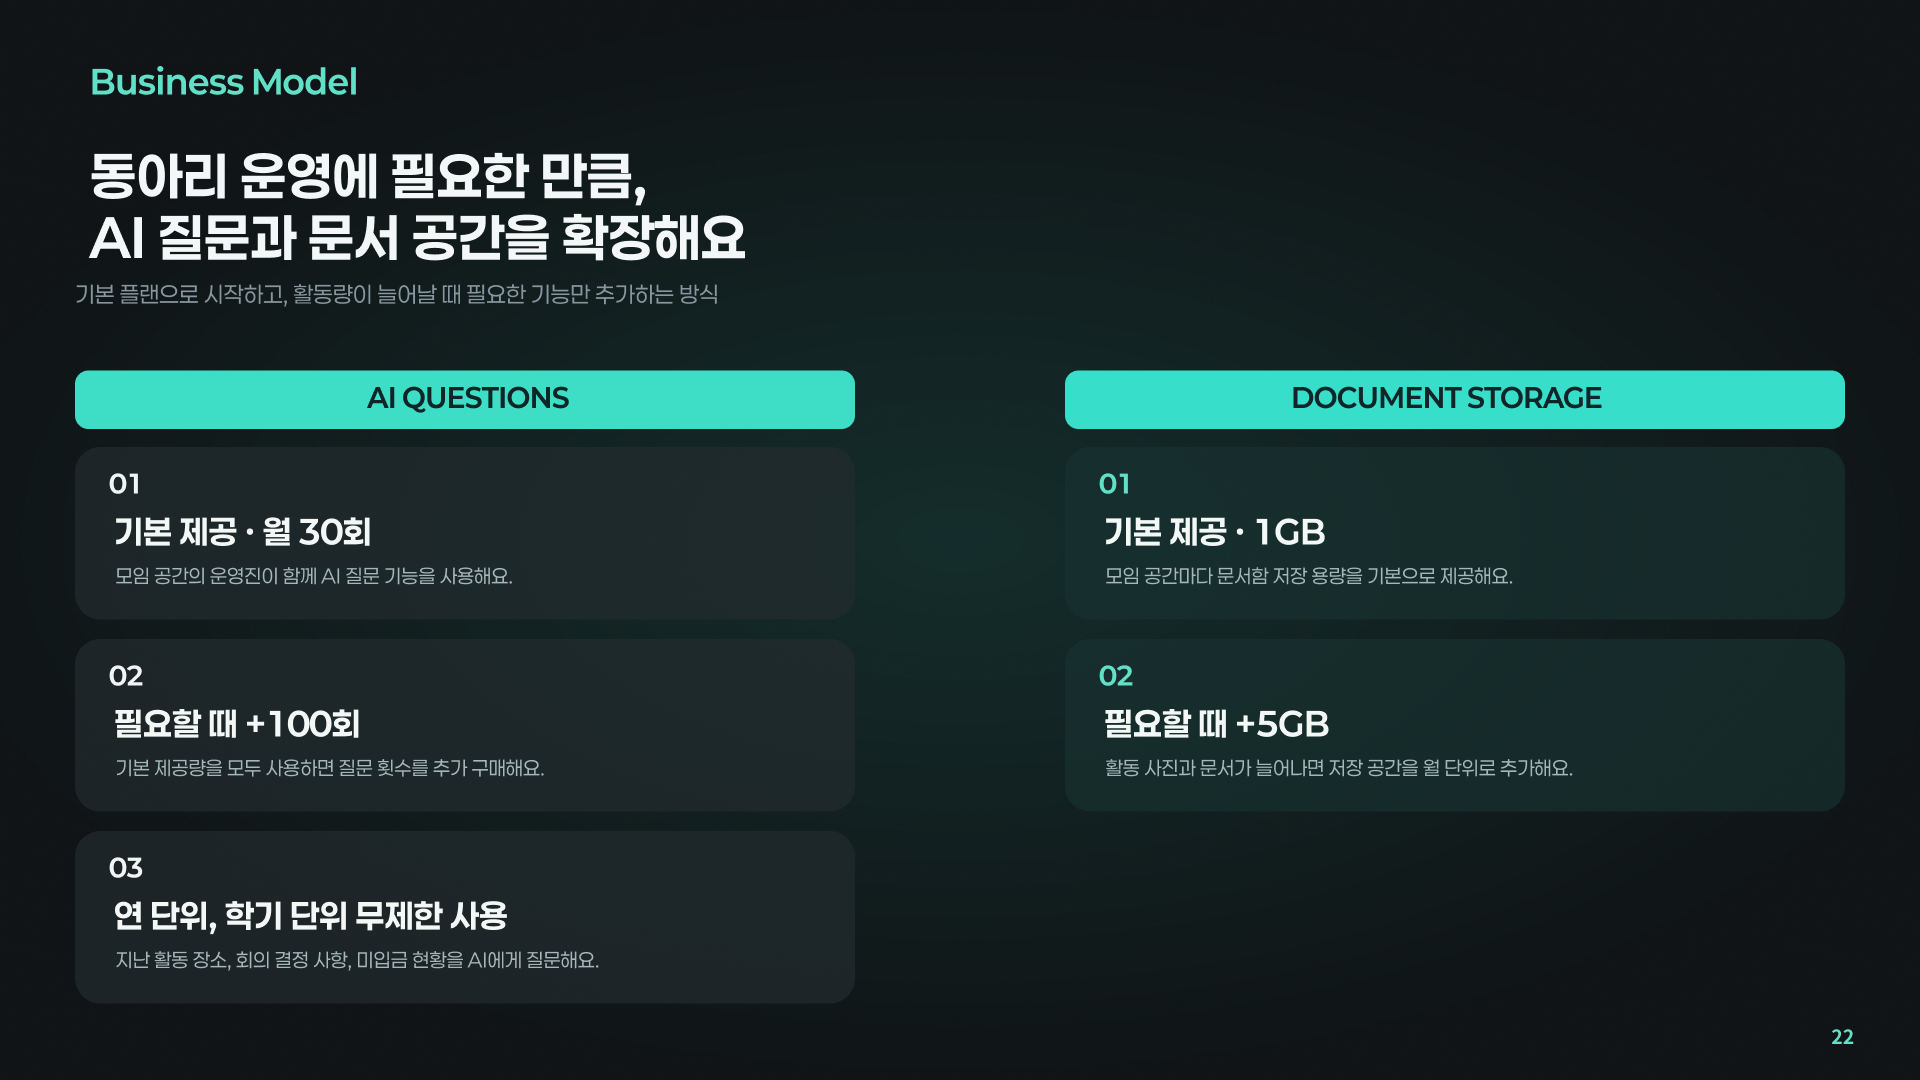 Business Model
동아리 운영에 필요한 만큼,
AI 질문과 문서 공간을 확장해요
기본 플랜으로 시작하고, 활동량이 늘어날 때 필요한 기능만 추가하는 방식
AI QUESTIONS
01
기본 제공 · 월 30회
모임 공간의 운영진이 함께 AI 질문 기능을 사용해요.
02
필요할 때 +100회
기본 제공량을 모두 사용하면 질문 횟수를 추가 구매해요.
03
연 단위, 학기 단위 무제한 사용
지난 활동 장소, 회의 결정 사항, 미입금 현황을 AI에게 질문해요.
DOCUMENT STORAGE
01
기본 제공 · 1GB
모임 공간마다 문서함 저장 용량을 기본으로 제공해요.
02
필요할 때 +5GB
활동 사진과 문서가 늘어나면 저장 공간을 월 단위로 추가해요.
22